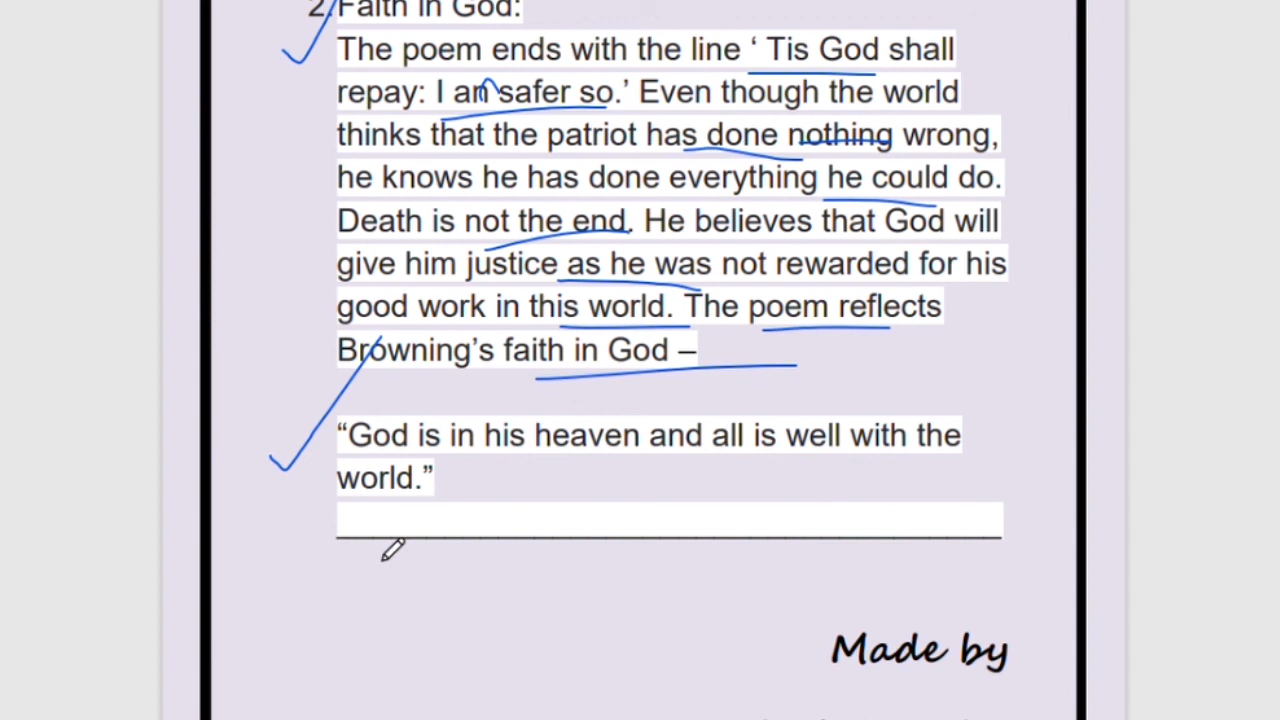 2. Faith in God:
The poem ends with the line ‘ Tis God shall
repay: I am safer so.’ Even though the world
thinks that the patriot has done nothing wrong,
he knows he has done everything he could do.
Death is not the end. He believes that God will
give him justice as he was not rewarded for his
good work in this world. The poem reflects
Browning’s faith in God –
“God is in his heaven and all is well with the
world.”
Made by